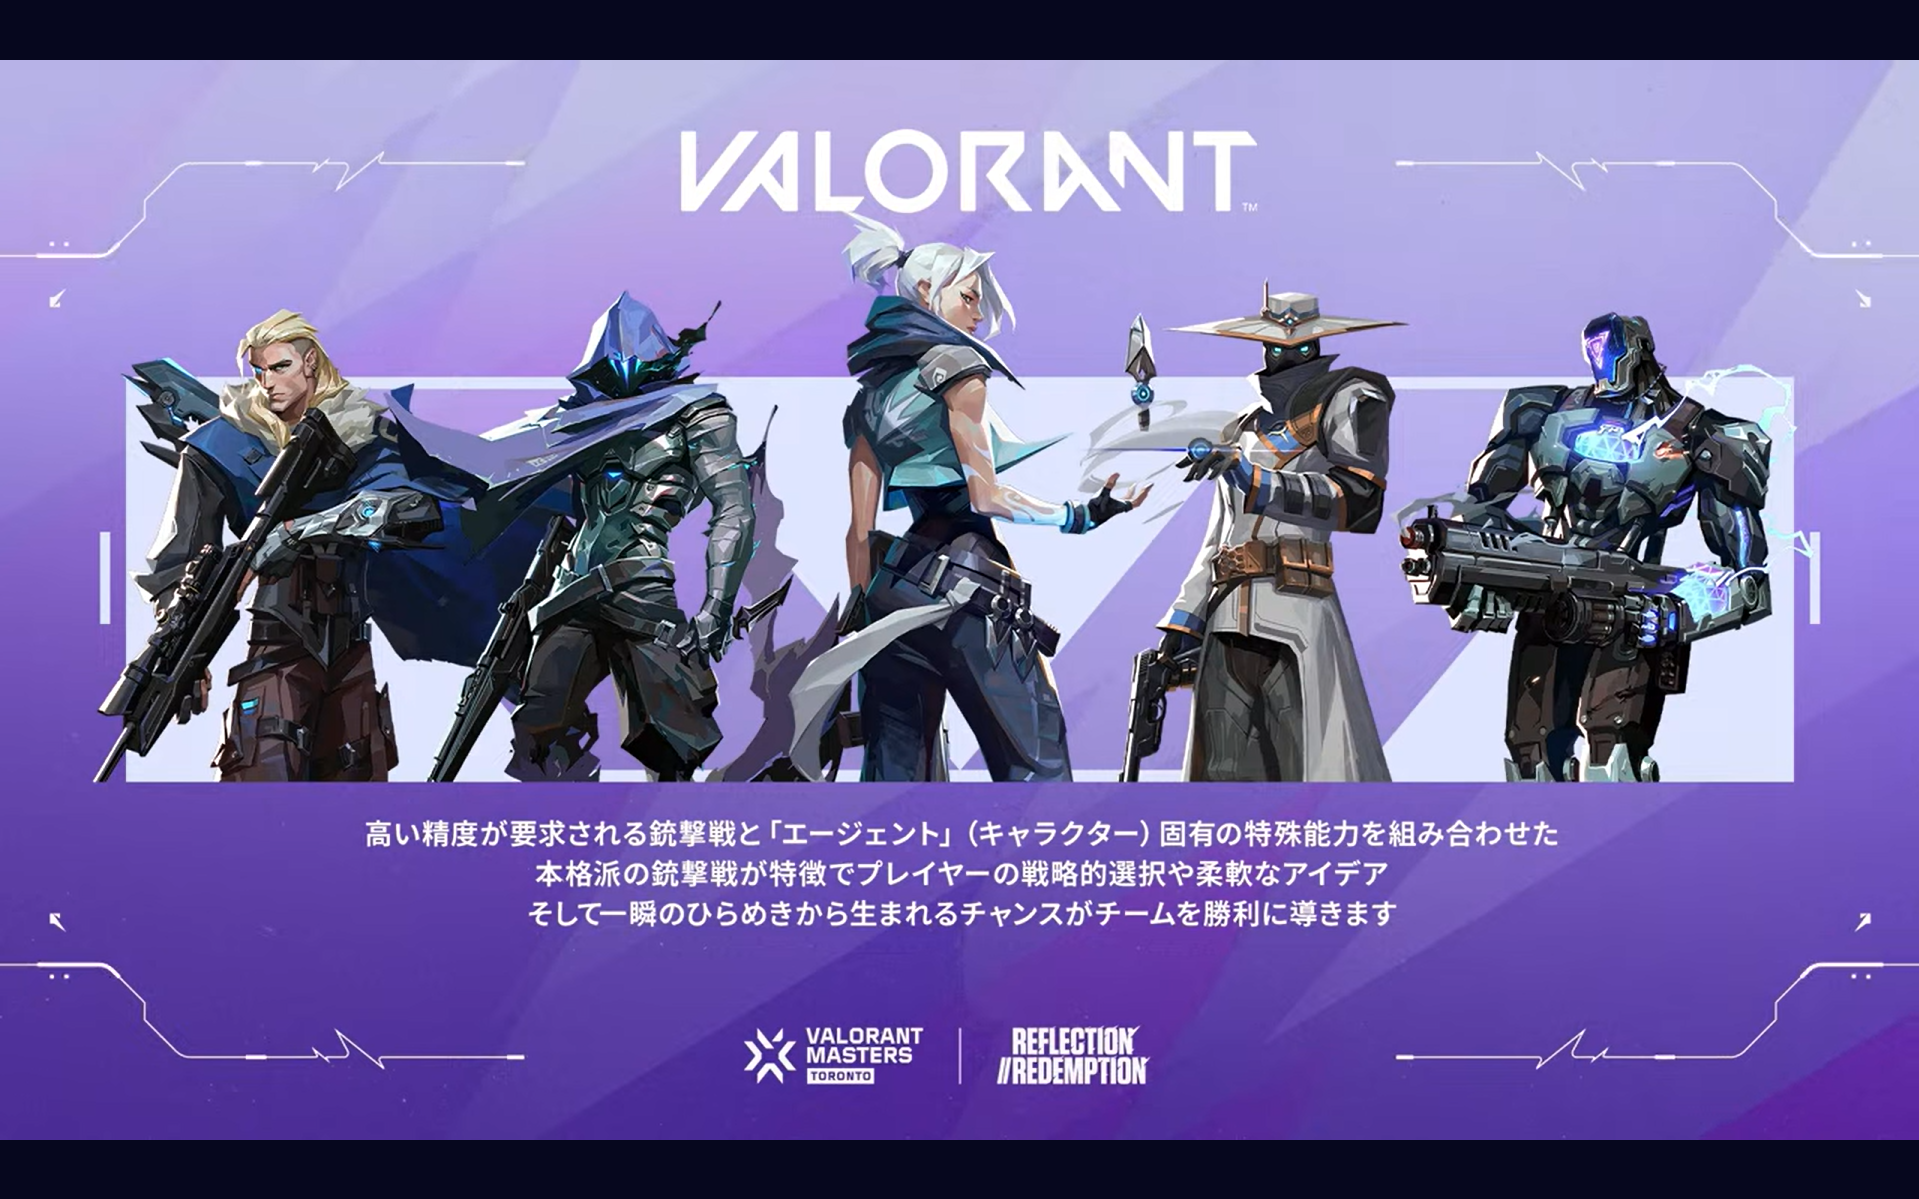 VALORANT™
高い精度が要求される銃撃戦と「エージェント」（キャラクター）固有の特殊能力を組み合わせた
本格派の銃撃戦が特徴でプレイヤーの戦略的選択や柔軟なアイデア
そして一瞬のひらめきから生まれるチャンスがチームを勝利に導きます
VALORANT
MASTERS
TORONTO
REFLECTION
//REDEMPTION